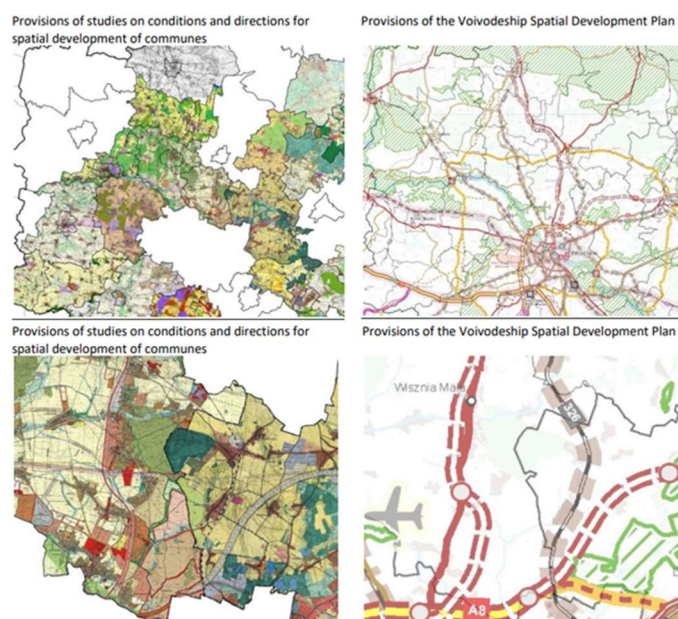 Provisions of studies on conditions and directions for
spatial development of communes
Provisions of the Voivodeship Spatial Development Plan
Provisions of studies on conditions and directions for
spatial development of communes
Provisions of the Voivodeship Spatial Development Plan
Wisznia Mała
326
A8